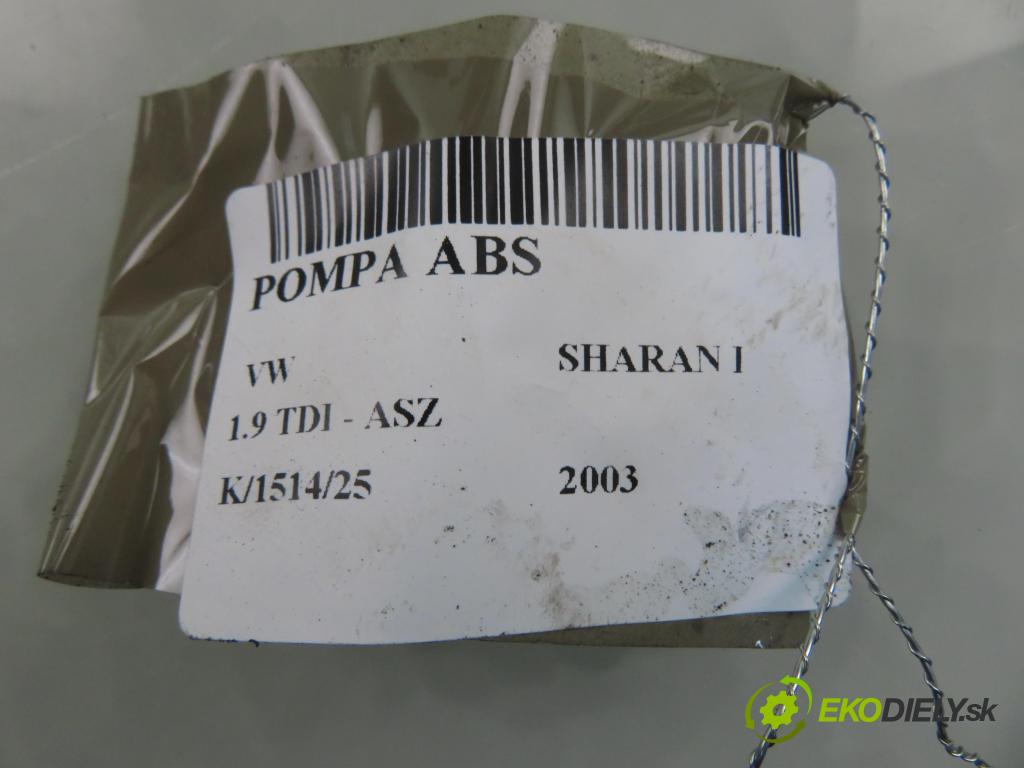 POMPA ABS
VW SHARAN I
1.9 TDI - ASZ
K/1514/25 2003
EKODIELY.sk